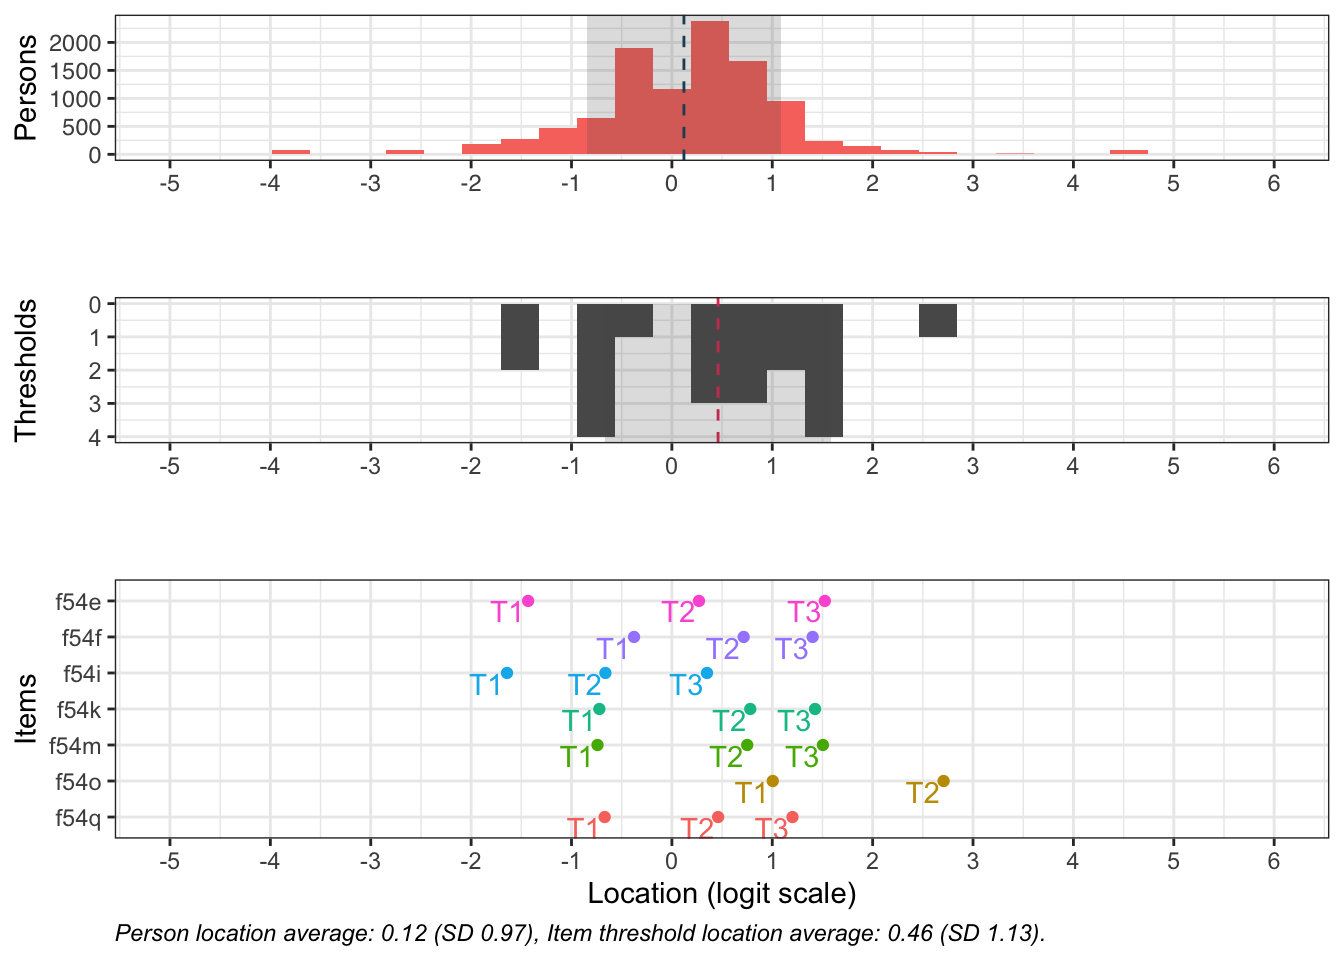 Persons
2000
1500
1000
500
0
-5 -4 -3 -2 -1 0 1 2 3 4 5 6
Thresholds
0
1
2
3
4
-5 -4 -3 -2 -1 0 1 2 3 4 5 6
Items
f54e T1 T2 T3
f54f T1 T2 T3
f54i T1 T2 T3
f54k T1 T2 T3
f54m T1 T2 T3
f54o T1 T2
f54q T1 T2 T3
-5 -4 -3 -2 -1 0 1 2 3 4 5 6
Location (logit scale)
Person location average: 0.12 (SD 0.97), Item threshold location average: 0.46 (SD 1.13).